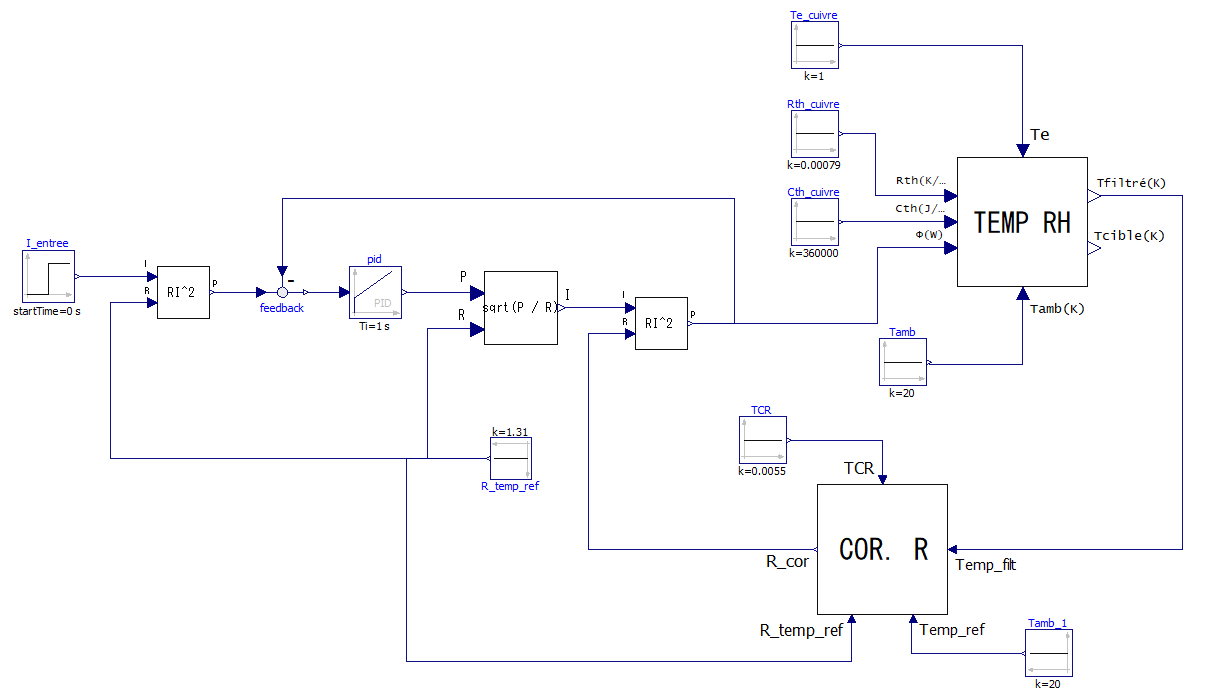 Te_cuivre
k=1
Rth_cuivre
k=0.00079
Cth_cuivre
k=360000
Te
Rth(K/…
Cth(J/…
Φ(W)
TEMP RH
Tfiltré(K)
Tcible(K)
Tamb(K)
Tamb
k=20
I_entree
startTime=0 s
I
R
RI^2
P
-
feedback
pid
PID
Ti=1 s
P
R
sqrt(P / R)
I
I
R
RI^2
P
k=1.31
R_temp_ref
TCR
k=0.0055
TCR
COR. R
R_cor
Temp_filt
R_temp_ref
Temp_ref
Tamb_1
k=20